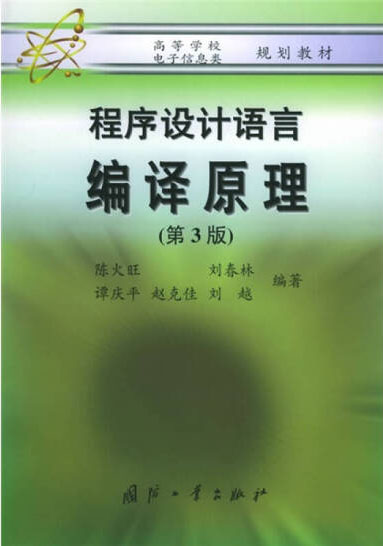 高等学校
电子信息类 规划教材
程序设计语言
编译原理
(第3版)
陈火旺 刘春林
谭庆平 赵克佳 刘越 编著
国防工业出版社